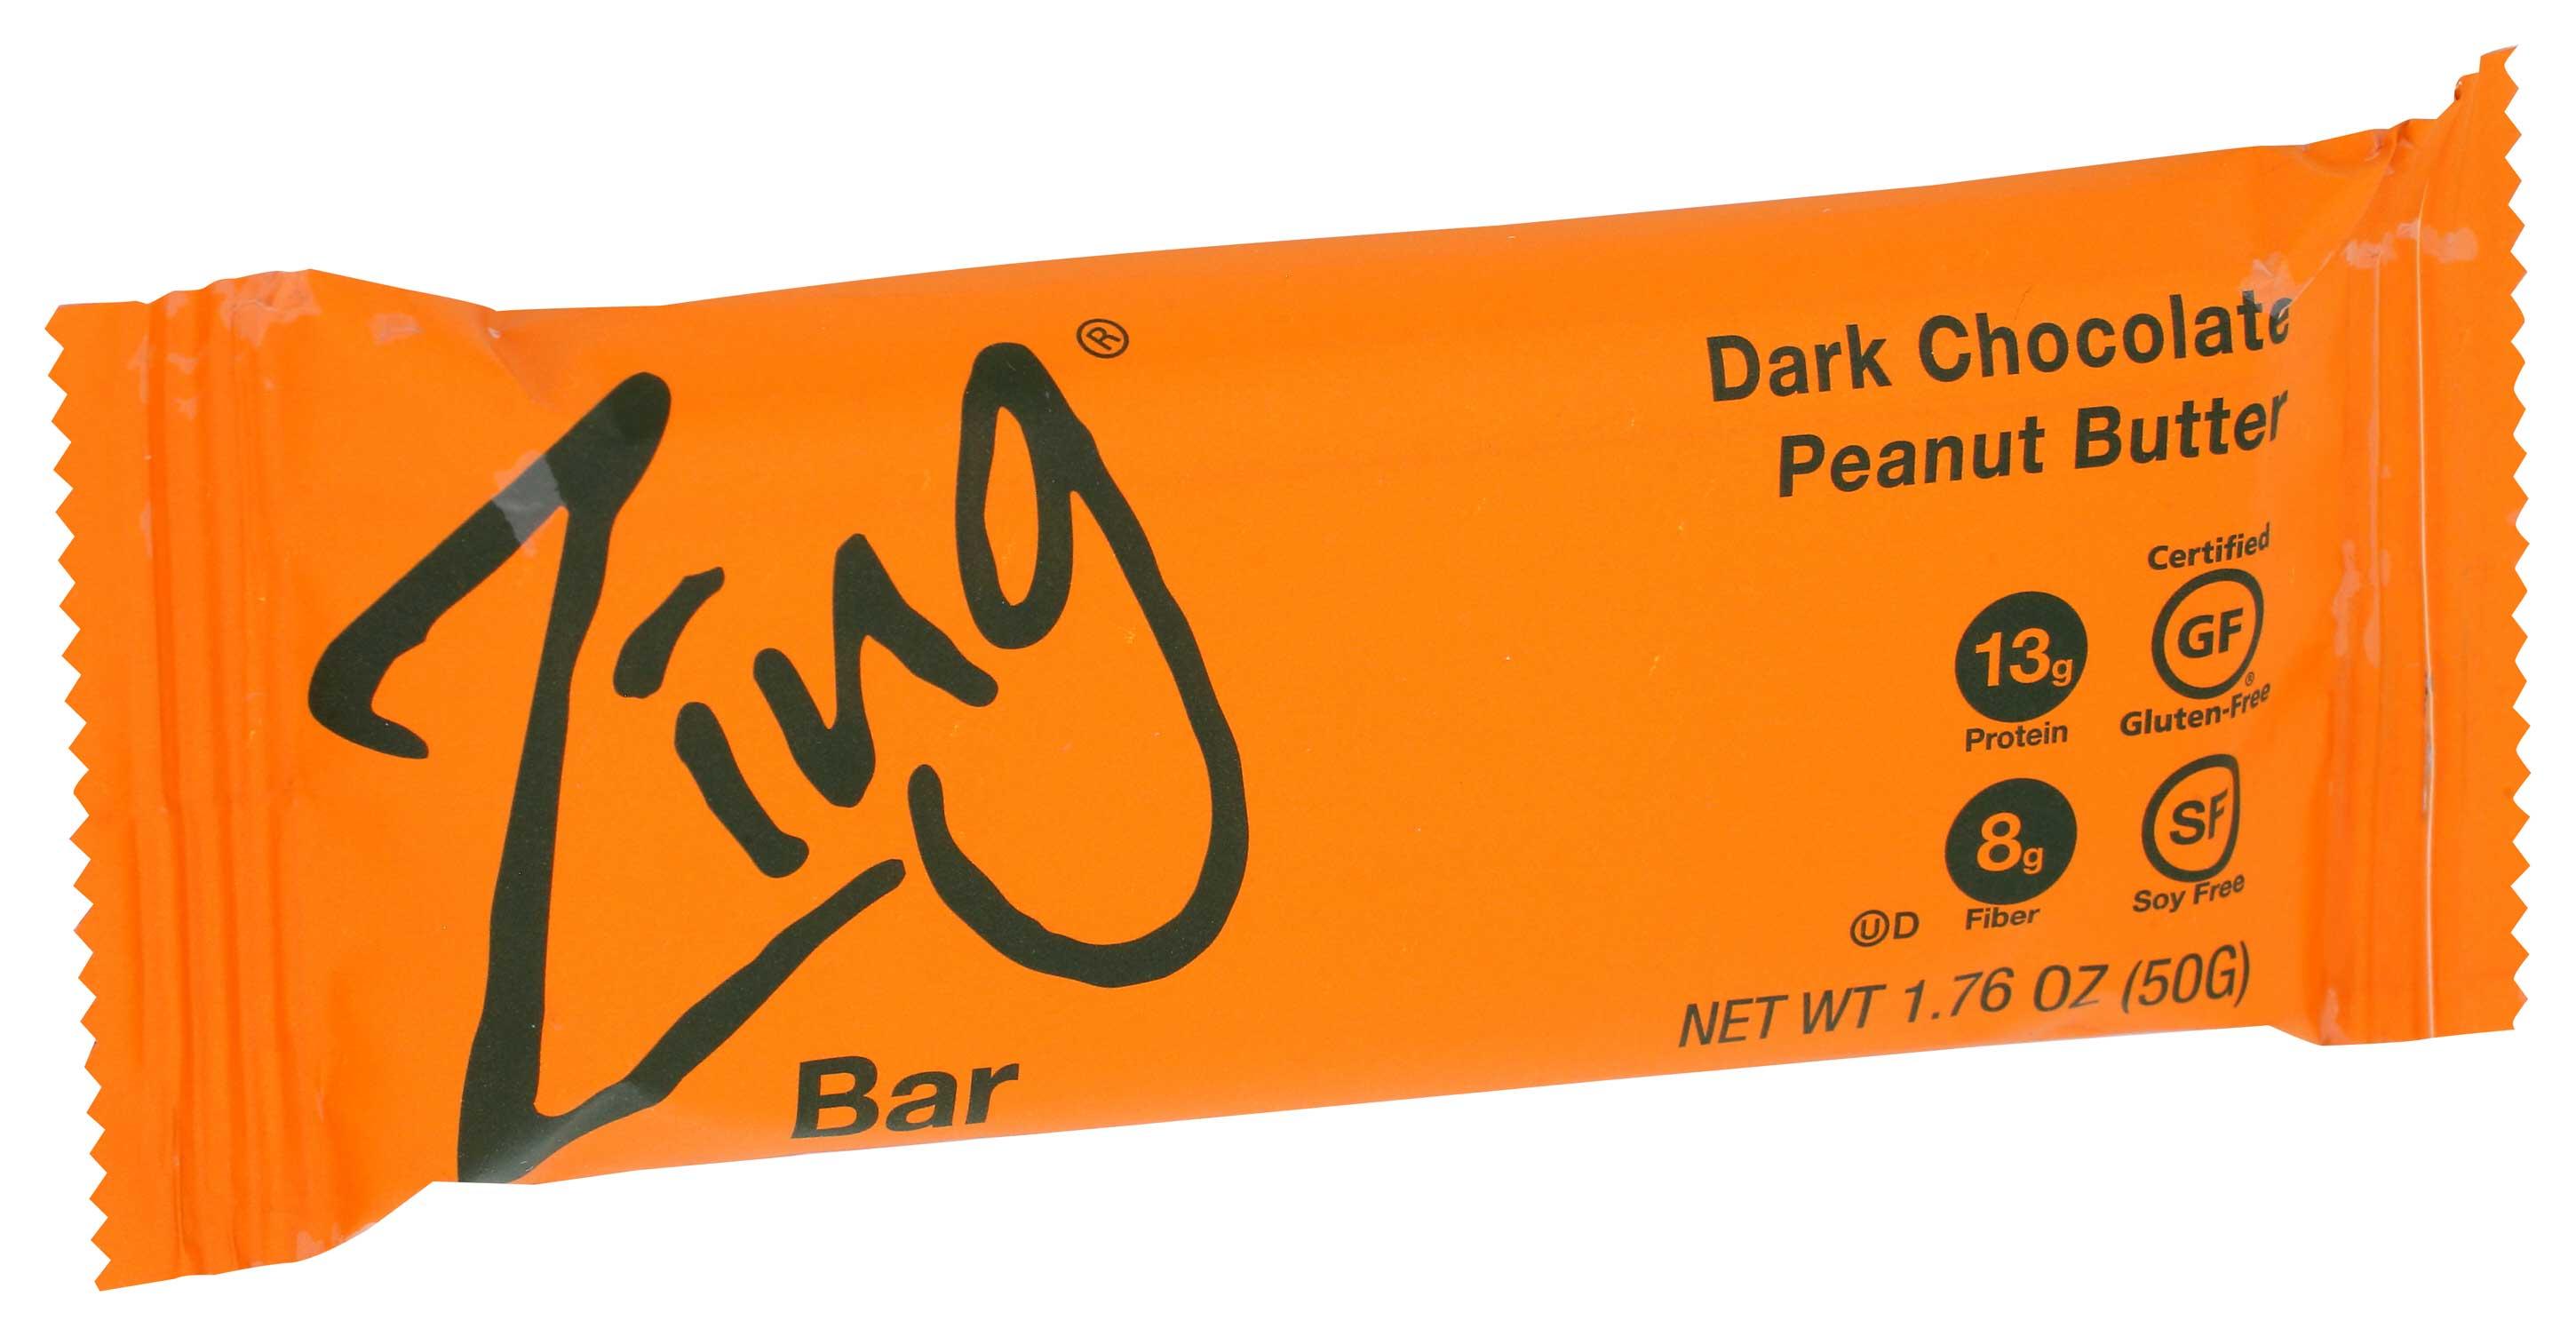 Zing®
Bar
Dark Chocolate
Peanut Butter
13g
Protein
Certified
GF®
Gluten-Free
8g
Fiber
SF
Soy Free
ⓊD
NET WT 1.76 OZ (50G)